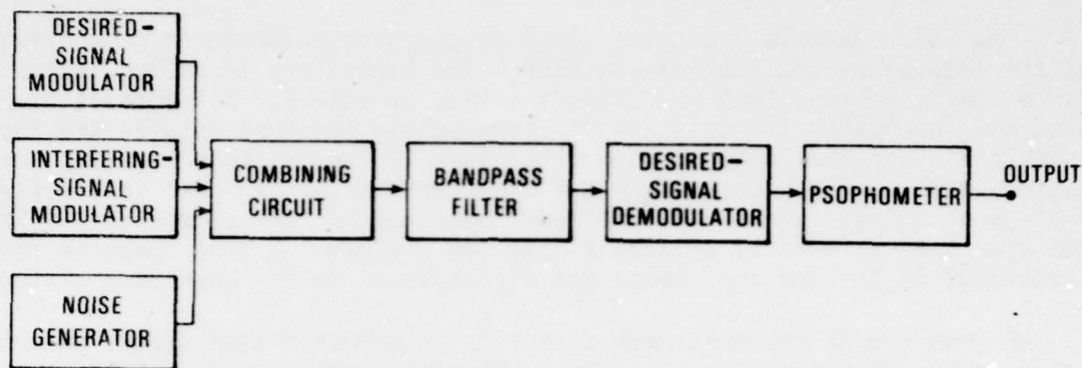 DESIRED-
SIGNAL
MODULATOR
INTERFERING-
SIGNAL
MODULATOR
NOISE
GENERATOR
COMBINING
CIRCUIT
BANDPASS
FILTER
DESIRED-
SIGNAL
DEMODULATOR
PSOPHOMETER
OUTPUT